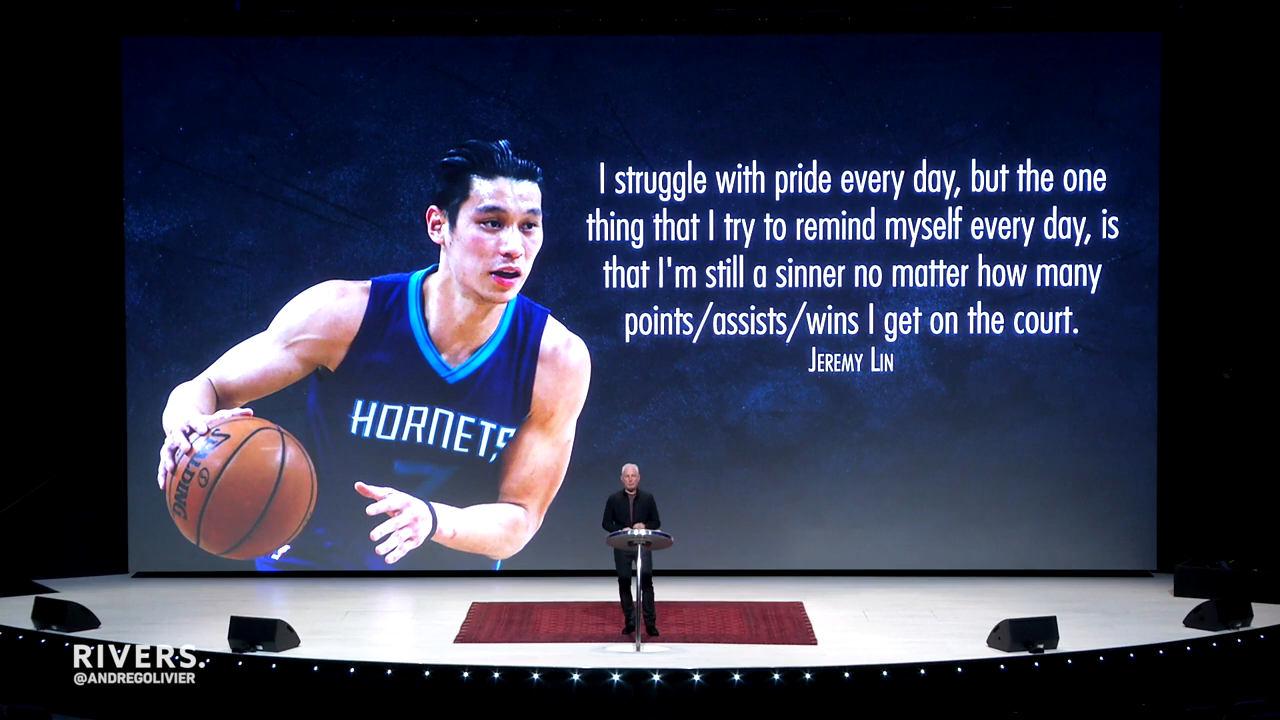 I struggle with pride every day, but the one
thing that I try to remind myself every day, is
that I'm still a sinner no matter how many
points/assists/wins I get on the court.
Jeremy Lin
HORNETS
7
SPALDING
RIVERS.
@ANDREGOLIVIER